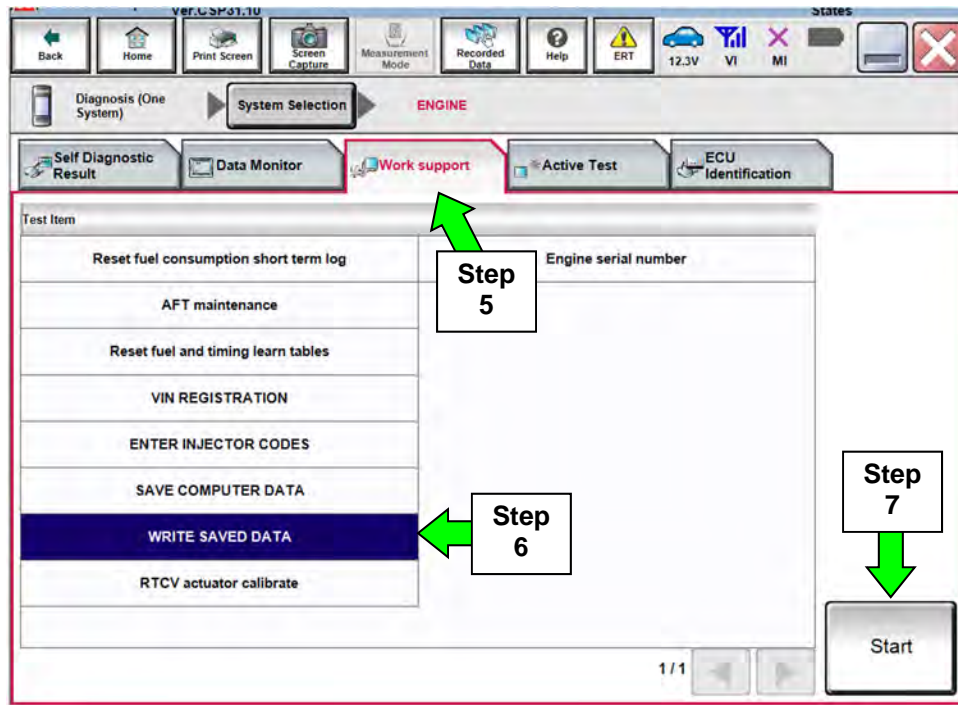 Ver.CSP31.10
States
Back
Home
Print Screen
Screen
Capture
Measurement
Mode
Recorded
Data
Help
ERT
12.3V
VI
MI
Diagnosis (One
System)
System Selection
ENGINE
Self Diagnostic
Result
Data Monitor
Work support
Active Test
ECU
Identification
Test Item
Reset fuel consumption short term log
Engine serial number
Step
5
AFT maintenance
Reset fuel and timing learn tables
VIN REGISTRATION
ENTER INJECTOR CODES
SAVE COMPUTER DATA
WRITE SAVED DATA
Step
6
RTCV actuator calibrate
Step
7
Start
1/1